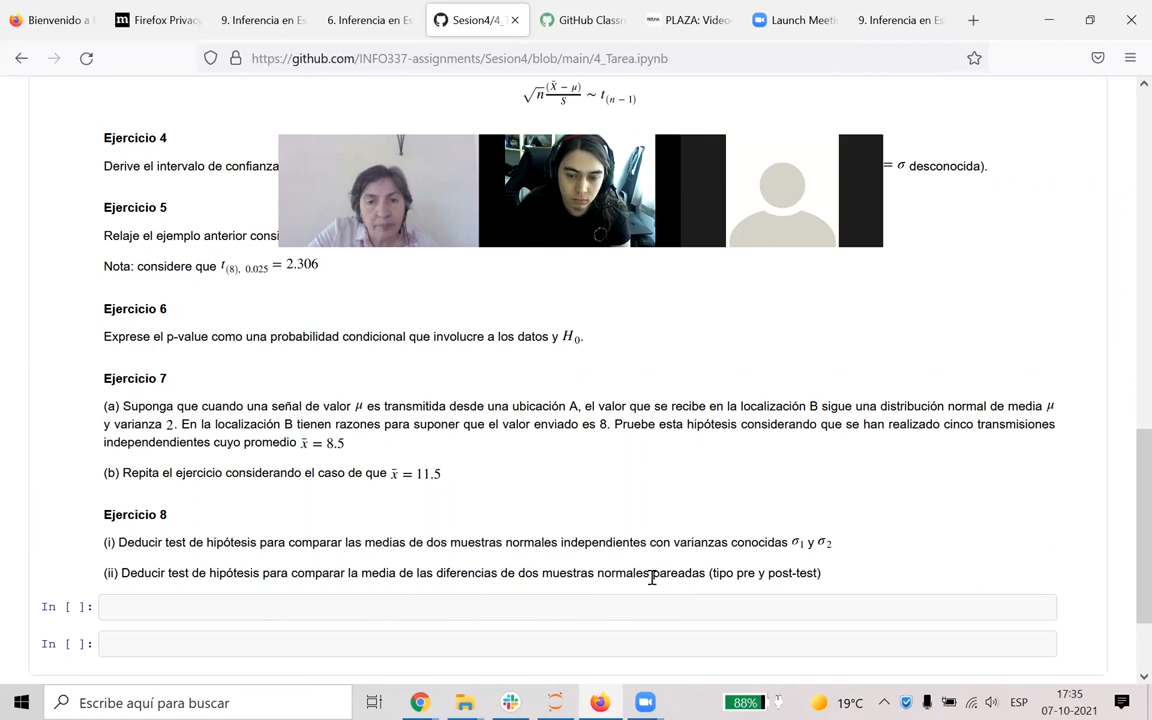 Bienvenido a
Firefox Privac
9. Inferencia en Es
6. Inferencia en Es
Sesion4/4_T
GitHub Classr
PLAZA: Video
Launch Meeti
9. Inferencia en Es
https://github.com/INFO337-assignments/Sesion4/blob/main/4_Tarea.ipynb
√n (X̄ − μ)/S ∼ t(n − 1)
Ejercicio 4
Derive el intervalo de confianza = σ desconocida).
Ejercicio 5
Relaje el ejemplo anterior consi
Nota: considere que t(8), 0.025 = 2.306
Ejercicio 6
Exprese el p-value como una probabilidad condicional que involucre a los datos y H0.
Ejercicio 7
(a) Suponga que cuando una señal de valor μ es transmitida desde una ubicación A, el valor que se recibe en la localización B sigue una distribución normal de media μ
y varianza 2. En la localización B tienen razones para suponer que el valor enviado es 8. Pruebe esta hipótesis considerando que se han realizado cinco transmisiones
independendientes cuyo promedio x̄ = 8.5
(b) Repita el ejercicio considerando el caso de que x̄ = 11.5
Ejercicio 8
(i) Deducir test de hipótesis para comparar las medias de dos muestras normales independientes con varianzas conocidas σ1 y σ2
(ii) Deducir test de hipótesis para comparar la media de las diferencias de dos muestras normales pareadas (tipo pre y post-test)
In [ ]:
In [ ]:
Escribe aquí para buscar
88%
19°C
ESP
17:35
07-10-2021